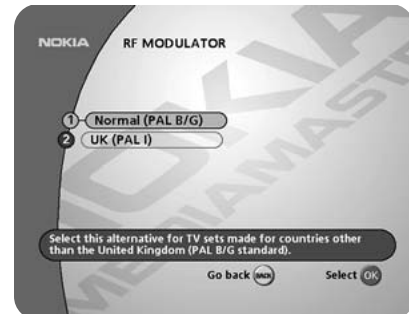 NOKIA RF MODULATOR
1 Normal (PAL B/G)
2 UK (PAL I)
Select this alternative for TV sets made for countries other
than the United Kingdom (PAL B/G standard).
Go back BACK Select OK
NOKIA
MEDIAMAST